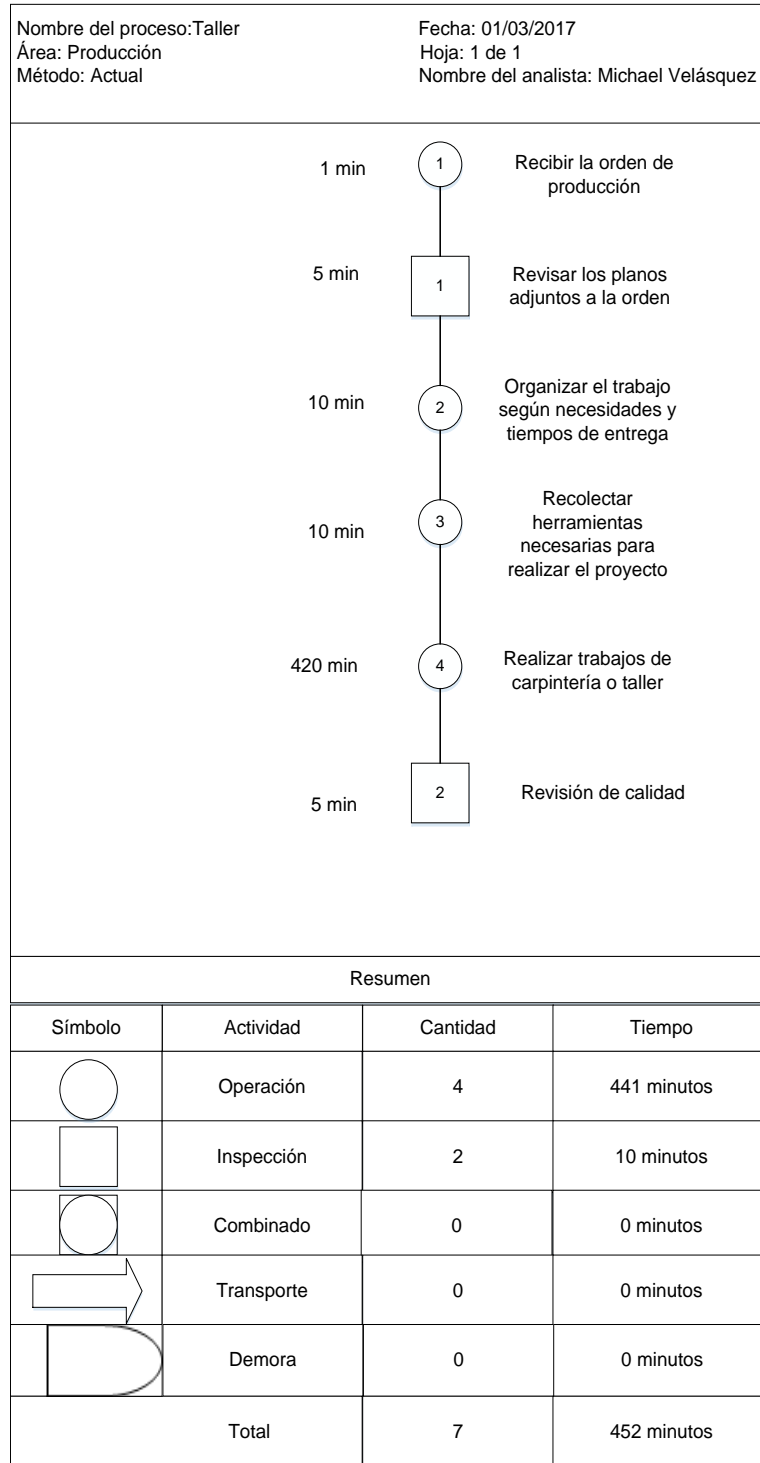 Nombre del proceso:Taller
Fecha: 01/03/2017
Área: Producción
Hoja: 1 de 1
Método: Actual
Nombre del analista: Michael Velásquez
1 min
1
Recibir la orden de
producción
5 min
1
Revisar los planos
adjuntos a la orden
10 min
2
Organizar el trabajo
según necesidades y
tiempos de entrega
10 min
3
Recolectar
herramientas
necesarias para
realizar el proyecto
420 min
4
Realizar trabajos de
carpintería o taller
5 min
2
Revisión de calidad
Resumen
Símbolo Actividad Cantidad Tiempo
Operación 4 441 minutos
Inspección 2 10 minutos
Combinado 0 0 minutos
Transporte 0 0 minutos
Demora 0 0 minutos
Total 7 452 minutos